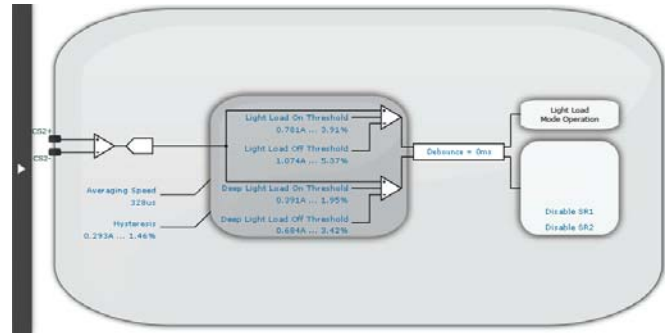 CS2+
CS2-
Averaging Speed
328us
Hysteresis
0.293A ... 1.46%
Light Load On Threshold
0.781A ... 3.91%
Light Load Off Threshold
1.074A ... 5.37%
Deep Light Load On Threshold
0.391A ... 1.95%
Deep Light Load Off Threshold
0.684A ... 3.42%
Debounce = 0ms
Light Load
Mode Operation
Disable SR1
Disable SR2